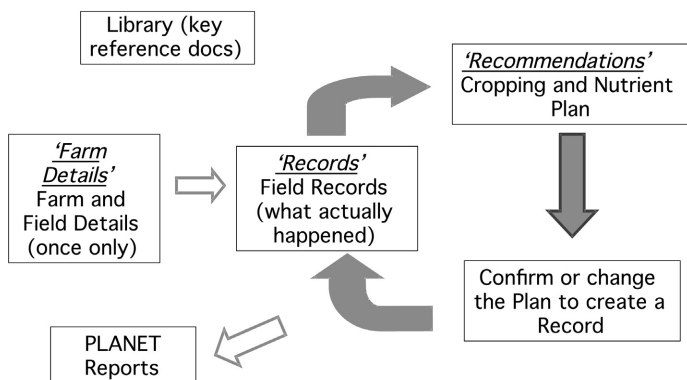 Library (key
reference docs)
'Recommendations'
Cropping and Nutrient
Plan
'Farm
Details'
Farm and
Field Details
(once only)
'Records'
Field Records
(what actually
happened)
Confirm or change
the Plan to create a
Record
PLANET
Reports